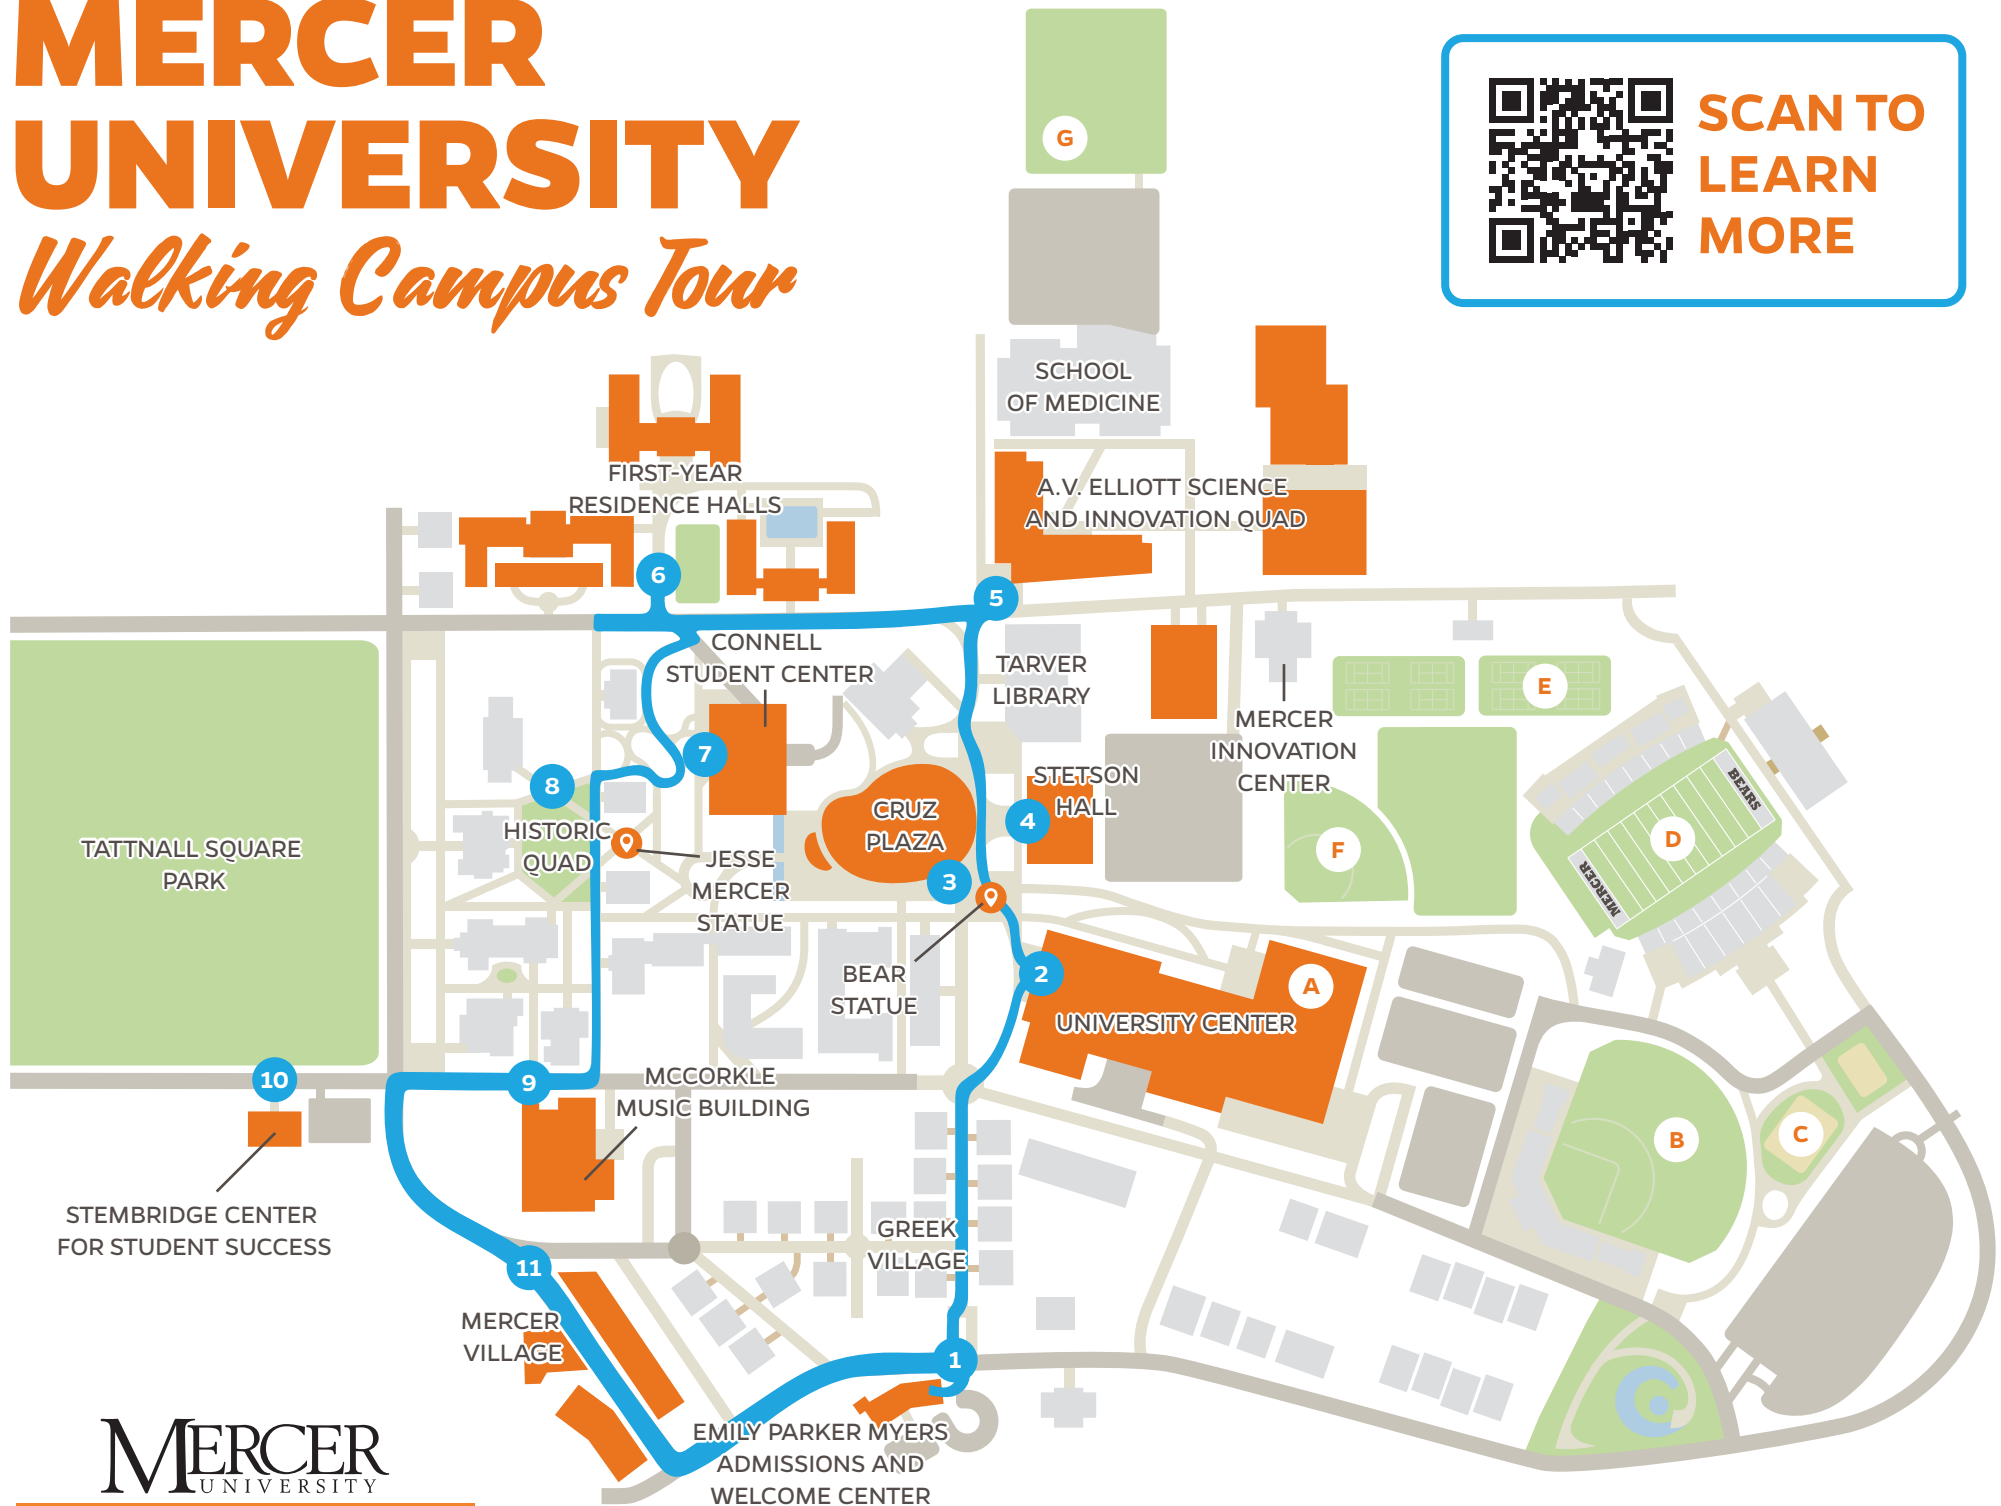 MERCER
UNIVERSITY
Walking Campus Tour
SCAN TO
LEARN
MORE
G
SCHOOL
OF MEDICINE
FIRST-YEAR
RESIDENCE HALLS
A.V. ELLIOTT SCIENCE
AND INNOVATION QUAD
6
5
CONNELL
STUDENT CENTER
TARVER
LIBRARY
E
MERCER
INNOVATION
CENTER
7
8
STETSON
HALL
4
CRUZ
PLAZA
3
BEARS
D
MERCER
F
TATTNALL SQUARE
PARK
HISTORIC
QUAD
JESSE
MERCER
STATUE
BEAR
STATUE
2
A
UNIVERSITY CENTER
10
9
MCCORKLE
MUSIC BUILDING
B
C
STEMBRIDGE CENTER
FOR STUDENT SUCCESS
GREEK
VILLAGE
11
MERCER
VILLAGE
1
EMILY PARKER MYERS
ADMISSIONS AND
WELCOME CENTER
MERCER
UNIVERSITY